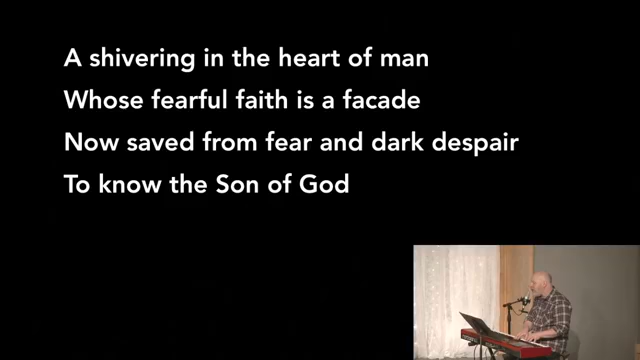 A shivering in the heart of man
Whose fearful faith is a facade
Now saved from fear and dark despair
To know the Son of God